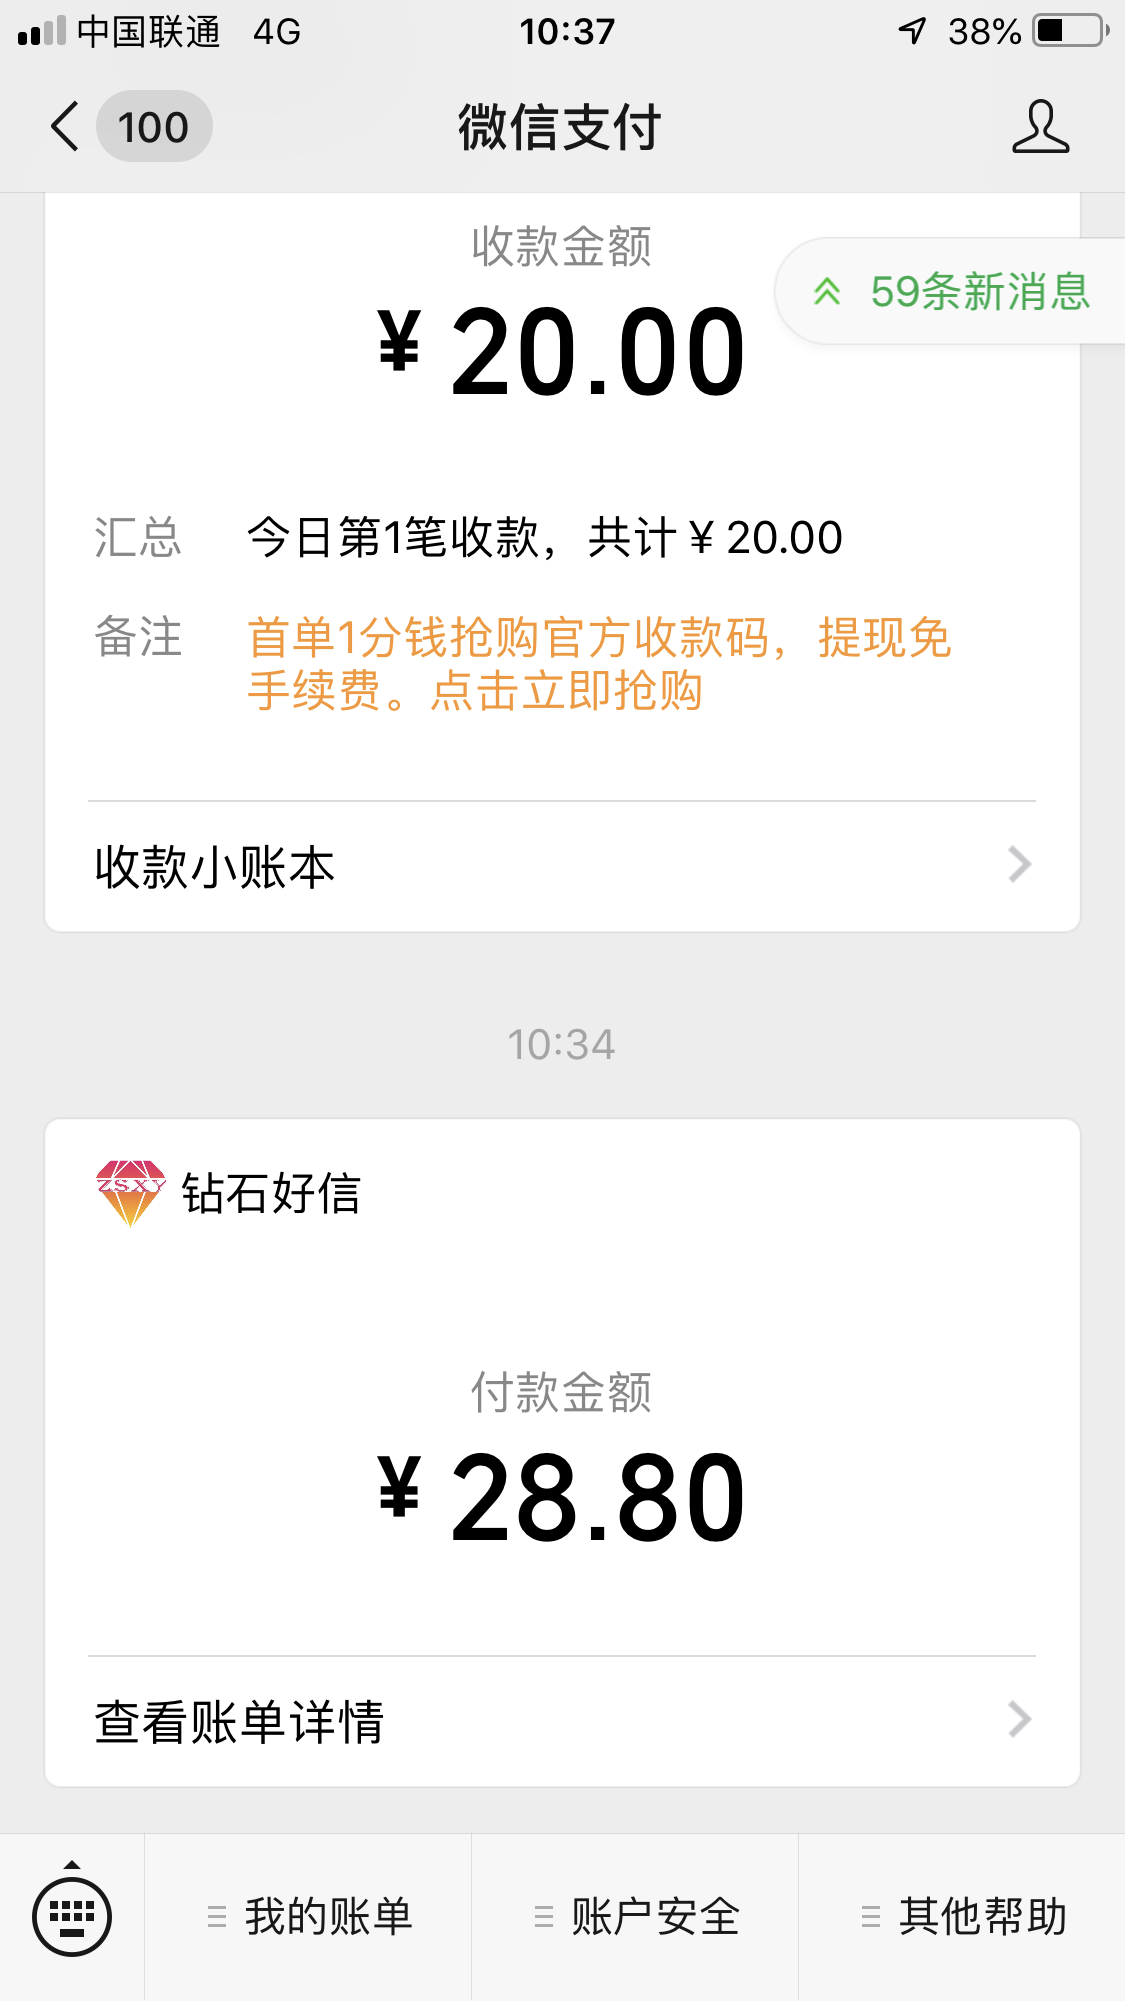 中国联通 4G 10:37 38%
100 微信支付
收款金额
59条新消息
¥ 20.00
汇总 今日第1笔收款，共计￥20.00
备注 首单1分钱抢购官方收款码，提现免
手续费。点击立即抢购
收款小账本
10:34
ZSXY 钻石好信
付款金额
¥ 28.80
查看账单详情
我的账单 账户安全 其他帮助